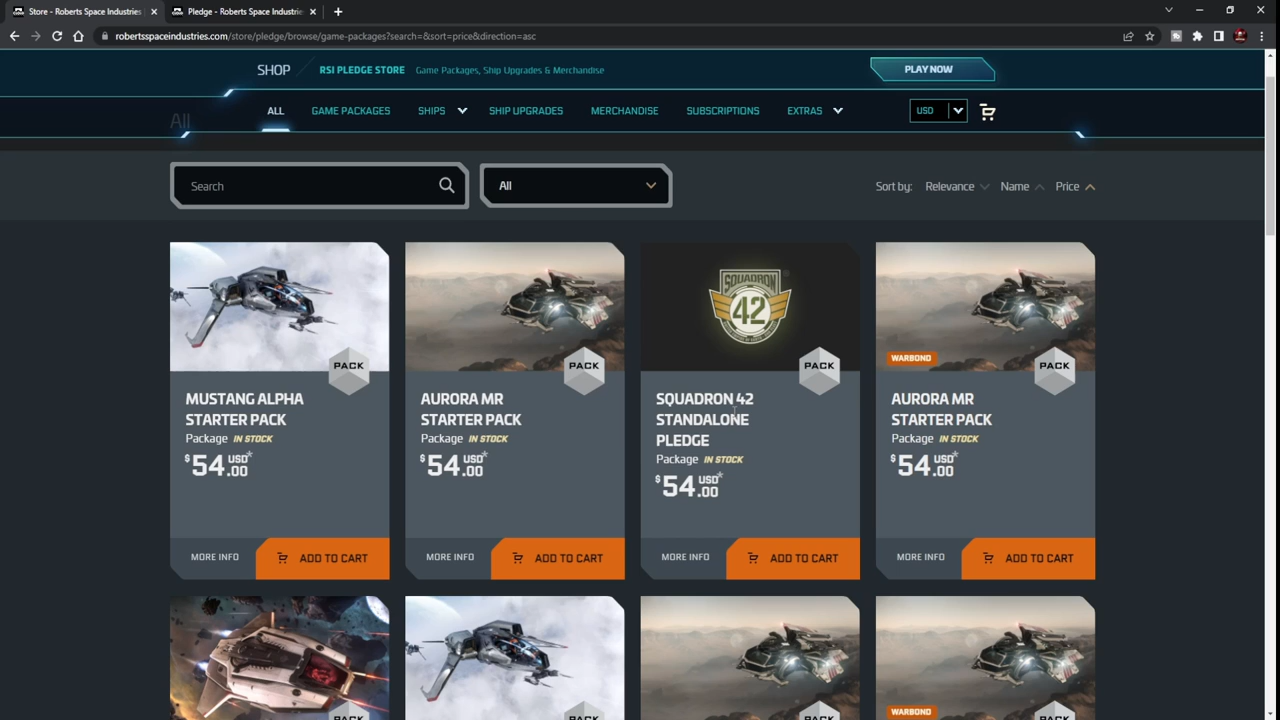 Store - Roberts Space Industries
Pledge - Roberts Space Industrie
robertsspaceindustries.com/store/pledge/browse/game-packages?search=&sort=price&direction=asc
SHOP
RSI PLEDGE STORE Game Packages, Ship Upgrades & Merchandise
PLAY NOW
All
ALL GAME PACKAGES SHIPS SHIP UPGRADES MERCHANDISE SUBSCRIPTIONS EXTRAS USD
Search
All
Sort by: Relevance Name Price
SQUADRON
42
WARBOND
PACK PACK PACK PACK
MUSTANG ALPHA
STARTER PACK
Package IN STOCK
$54.00 USD*
MORE INFO ADD TO CART
AURORA MR
STARTER PACK
Package IN STOCK
$54.00 USD*
MORE INFO ADD TO CART
SQUADRON 42
STANDALONE
PLEDGE
Package IN STOCK
$54.00 USD*
MORE INFO ADD TO CART
AURORA MR
STARTER PACK
Package IN STOCK
$54.00 USD*
MORE INFO ADD TO CART
WARBOND
PACK PACK PACK PACK